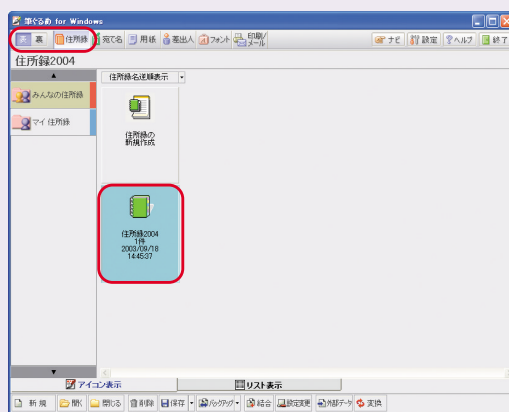 筆ぐるめ for Windows
表 裏 住所録 宛て名 用紙 差出人 フォント 印刷/メール ナビ 設定 ヘルプ 終了
住所録2004
住所録名逆順表示
みんなの住所録
マイ住所録
住所録の
新規作成
住所録2004
1件
2003/09/18
14:45:37
アイコン表示 リスト表示
新規 開く 閉じる 削除 保存 バックアップ 結合 設定変更 外部データ 変換